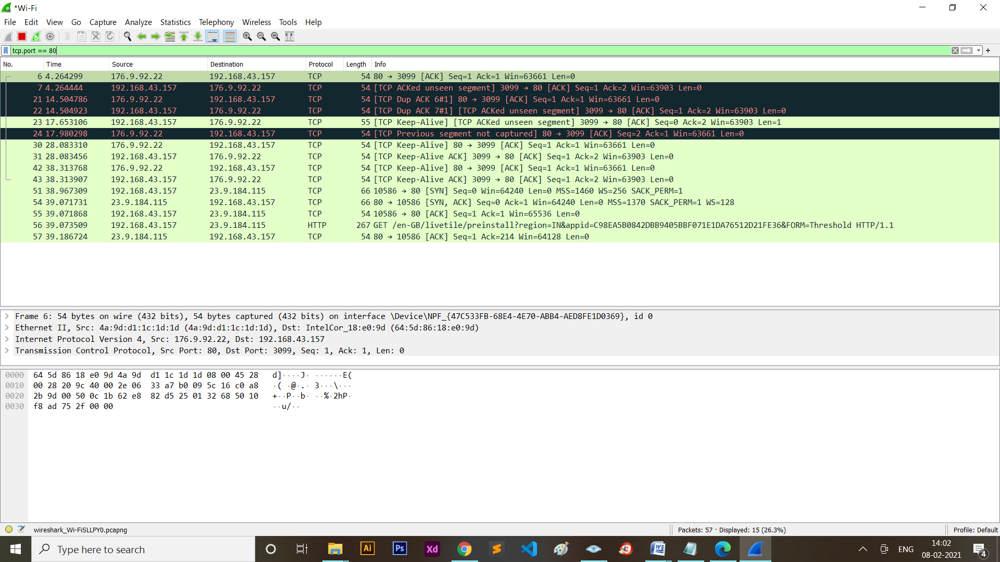 *Wi-Fi
File Edit View Go Capture Analyze Statistics Telephony Wireless Tools Help
tcp.port == 80
No. Time Source Destination Protocol Length Info
6 4.264299 176.9.92.22 192.168.43.157 TCP 54 80 → 3099 [ACK] Seq=1 Ack=1 Win=63661 Len=0
7 4.264444 192.168.43.157 176.9.92.22 TCP 54 [TCP ACKed unseen segment] 3099 → 80 [ACK] Seq=1 Ack=2 Win=63903 Len=0
21 14.504786 176.9.92.22 192.168.43.157 TCP 54 [TCP Dup ACK 6#1] 80 → 3099 [ACK] Seq=1 Ack=1 Win=63661 Len=0
22 14.504923 192.168.43.157 176.9.92.22 TCP 54 [TCP Dup ACK 7#1] [TCP ACKed unseen segment] 3099 → 80 [ACK] Seq=1 Ack=2 Win=63903 Len=0
23 17.653106 192.168.43.157 176.9.92.22 TCP 55 [TCP Keep-Alive] [TCP ACKed unseen segment] 3099 → 80 [ACK] Seq=0 Ack=2 Win=63903 Len=1
24 17.980298 176.9.92.22 192.168.43.157 TCP 54 [TCP Previous segment not captured] 80 → 3099 [ACK] Seq=2 Ack=1 Win=63661 Len=0
30 28.083310 176.9.92.22 192.168.43.157 TCP 54 [TCP Keep-Alive] 80 → 3099 [ACK] Seq=1 Ack=1 Win=63661 Len=0
31 28.083456 192.168.43.157 176.9.92.22 TCP 54 [TCP Keep-Alive ACK] 3099 → 80 [ACK] Seq=1 Ack=2 Win=63903 Len=0
42 38.313768 176.9.92.22 192.168.43.157 TCP 54 [TCP Keep-Alive] 80 → 3099 [ACK] Seq=1 Ack=1 Win=63661 Len=0
43 38.313907 192.168.43.157 176.9.92.22 TCP 54 [TCP Keep-Alive ACK] 3099 → 80 [ACK] Seq=1 Ack=2 Win=63903 Len=0
51 38.967309 192.168.43.157 23.9.184.115 TCP 66 10586 → 80 [SYN] Seq=0 Win=64240 Len=0 MSS=1460 WS=256 SACK_PERM=1
54 39.071731 23.9.184.115 192.168.43.157 TCP 66 80 → 10586 [SYN, ACK] Seq=0 Ack=1 Win=64240 Len=0 MSS=1370 SACK_PERM=1 WS=128
55 39.071868 192.168.43.157 23.9.184.115 TCP 54 10586 → 80 [ACK] Seq=1 Ack=1 Win=65536 Len=0
56 39.073509 192.168.43.157 23.9.184.115 HTTP 267 GET /en-GB/livetile/preinstall?region=IN&appid=C98EA5B0842DBB9405BBF071E1DA76512D21FE36&FORM=Threshold HTTP/1.1
57 39.186724 23.9.184.115 192.168.43.157 TCP 54 80 → 10586 [ACK] Seq=1 Ack=214 Win=64128 Len=0
Frame 6: 54 bytes on wire (432 bits), 54 bytes captured (432 bits) on interface \Device\NPF_{47C533FB-68E4-4E70-ABB4-AED8FE1D0369}, id 0
Ethernet II, Src: 4a:9d:d1:1c:1d:1d (4a:9d:d1:1c:1d:1d), Dst: IntelCor_18:e0:9d (64:5d:86:18:e0:9d)
Internet Protocol Version 4, Src: 176.9.92.22, Dst: 192.168.43.157
Transmission Control Protocol, Src Port: 80, Dst Port: 3099, Seq: 1, Ack: 1, Len: 0
0000 64 5d 86 18 e0 9d 4a 9d d1 1c 1d 1d 08 00 45 28 d]····J· ······E(
0010 00 28 20 9c 40 00 2e 06 33 a7 b0 09 5c 16 c0 a8 ·( ·@·.· 3···\···
0020 2b 9d 00 50 0c 1b 62 e8 82 d5 25 01 32 68 50 10 +··P··b· ··%·2hP·
0030 f8 ad 75 2f 00 00 ··u/··
wireshark_Wi-FiSLLPY0.pcapng
Packets: 57 · Displayed: 15 (26.3%)
Profile: Default
Type here to search
Ai
Ps
Xd
ENG
14:02
08-02-2021
4